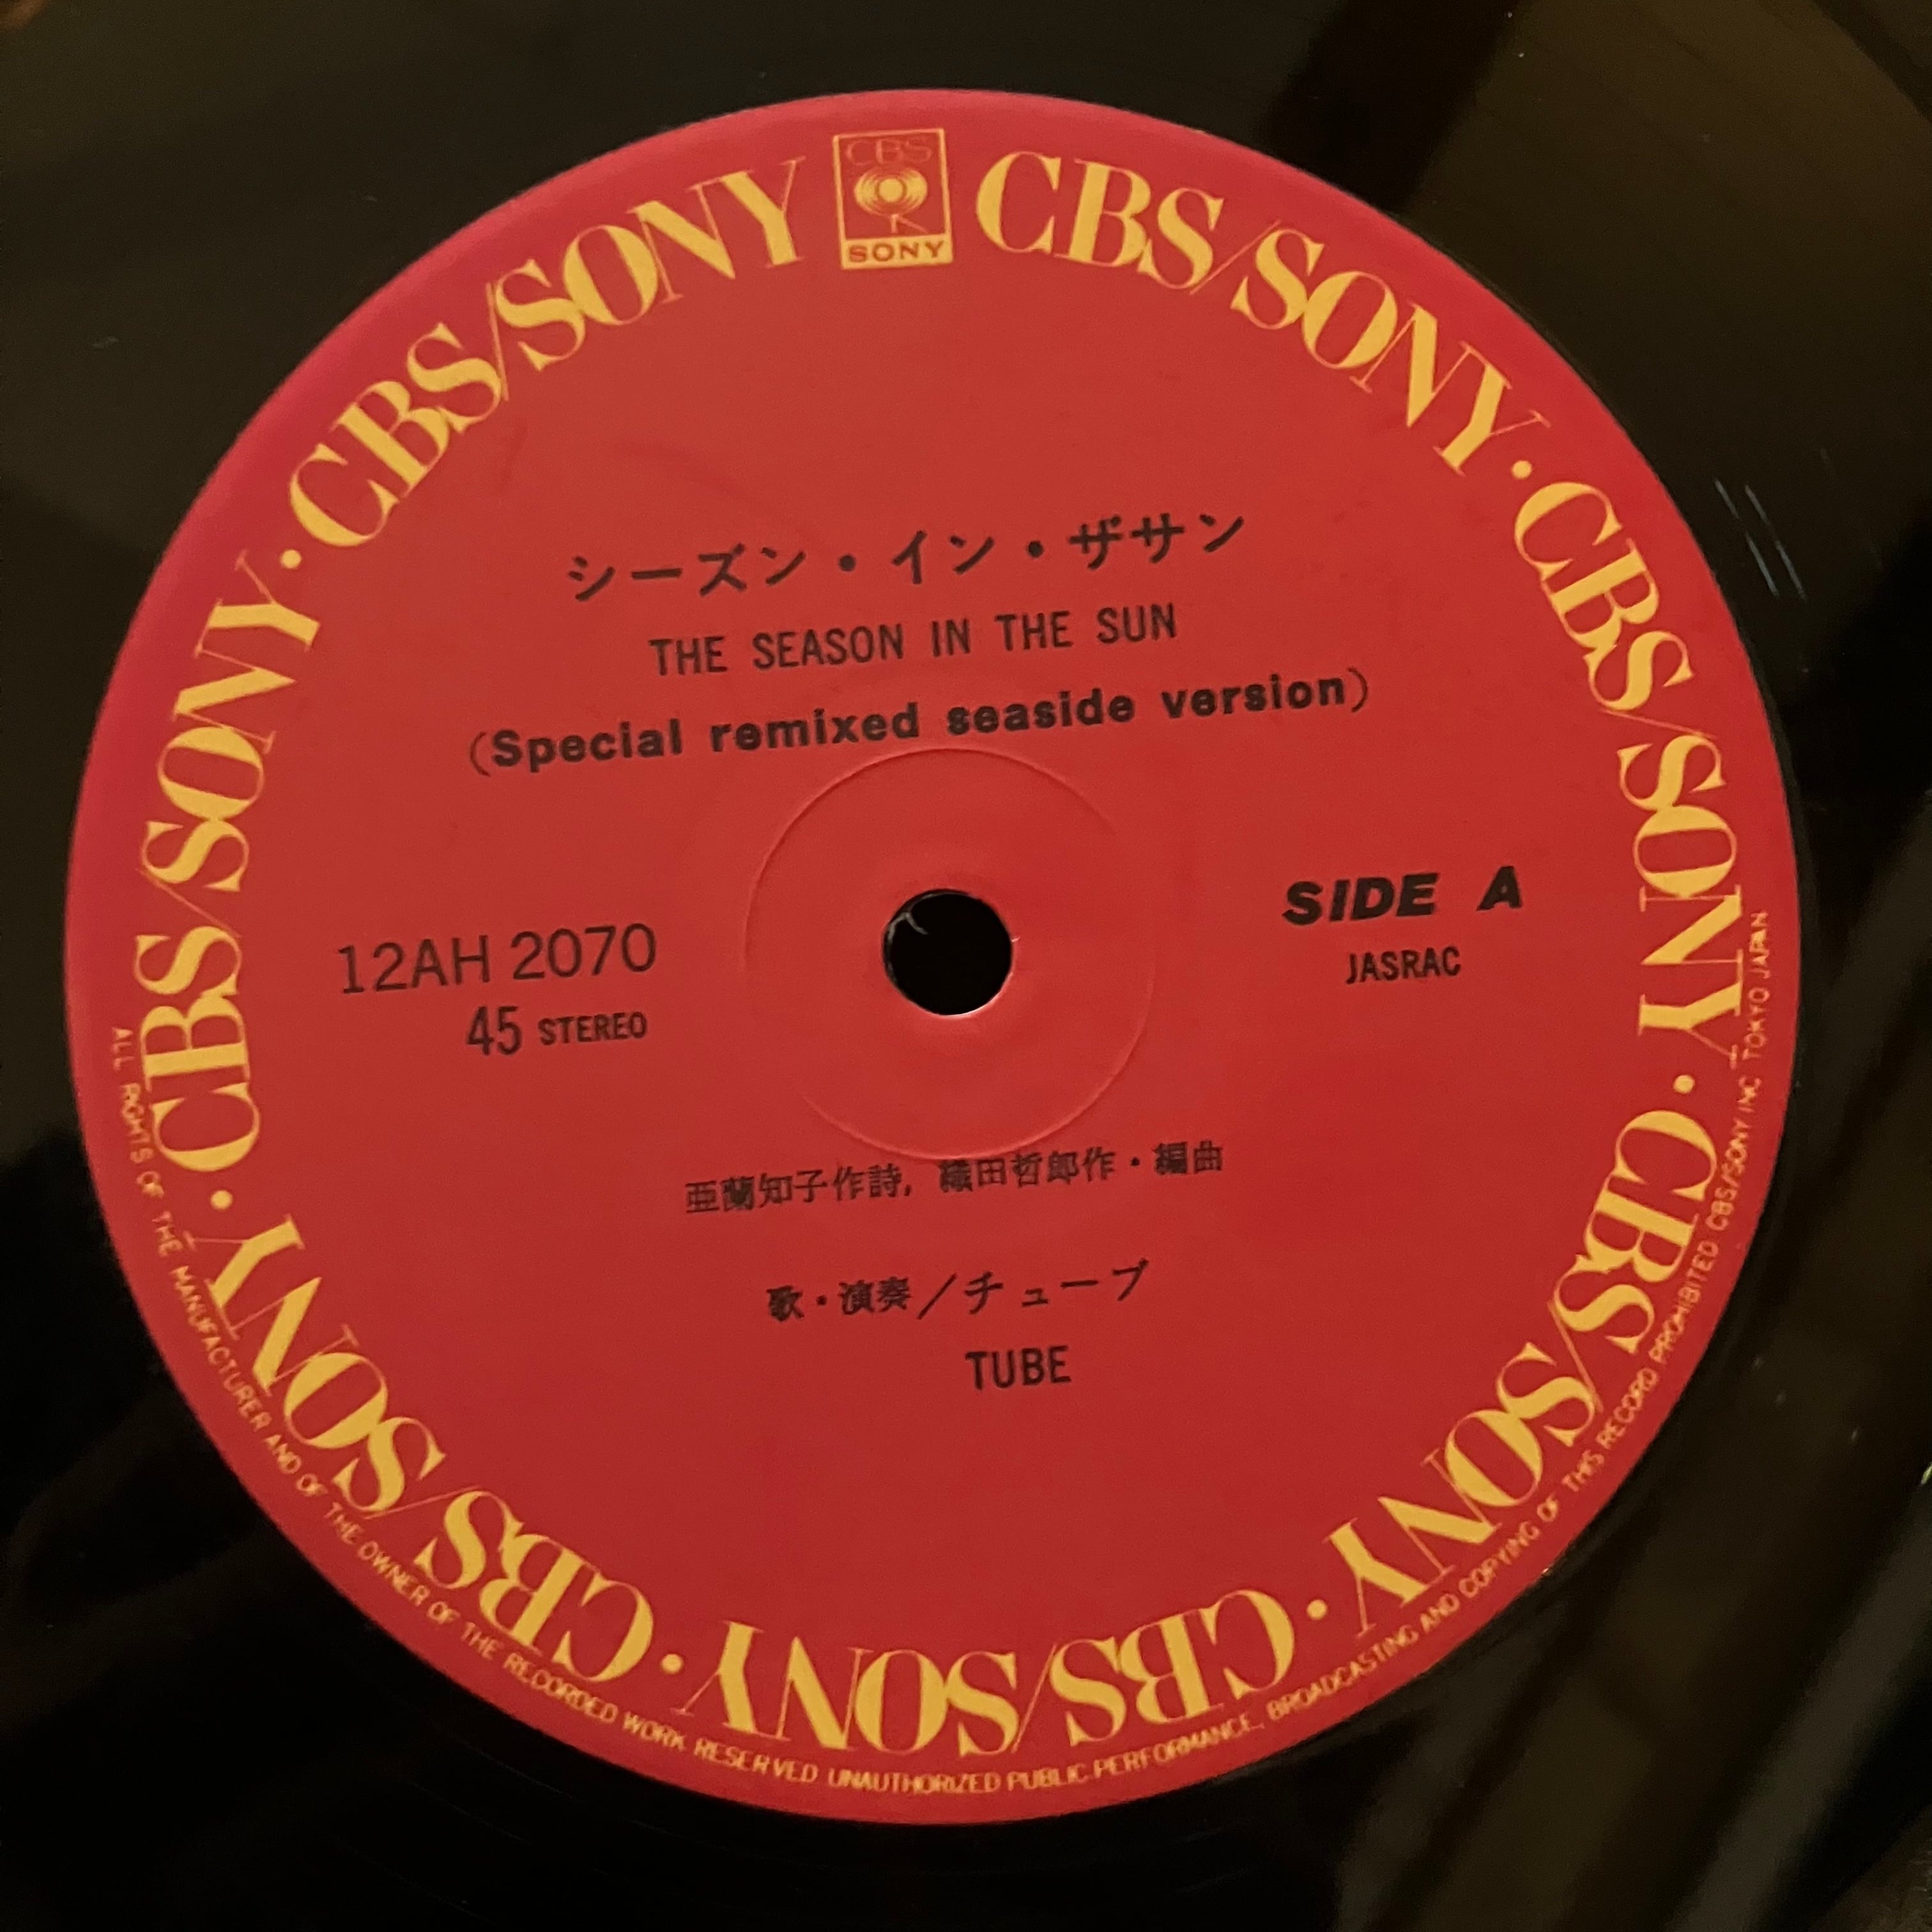 CBS SONY
CBS/SONY・CBS/SONY・CBS/SONY・CBS/SONY・CBS/SONY・CBS/SONY・CBS/SONY
シーズン・イン・ザサン
THE SEASON IN THE SUN
(Special remixed seaside version)
12AH 2070
45 STEREO
SIDE A
JASRAC
亜蘭知子作詩, 織田哲郎作・編曲
歌・演奏/チューブ
TUBE
ALL RIGHTS OF THE MANUFACTURER AND OF THE OWNER OF THE RECORDED WORK RESERVED UNAUTHORIZED PUBLIC PERFORMANCE, BROADCASTING AND COPYING OF THIS RECORD PROHIBITED CBS/SONY INC TOKYO JAPAN